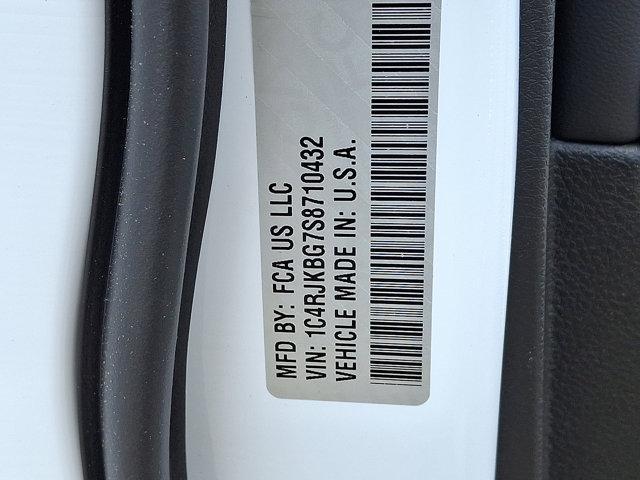 MFD BY: FCA US LLC
VIN: 1C4RJKBG7S8710432
VEHICLE MADE IN: U.S.A.